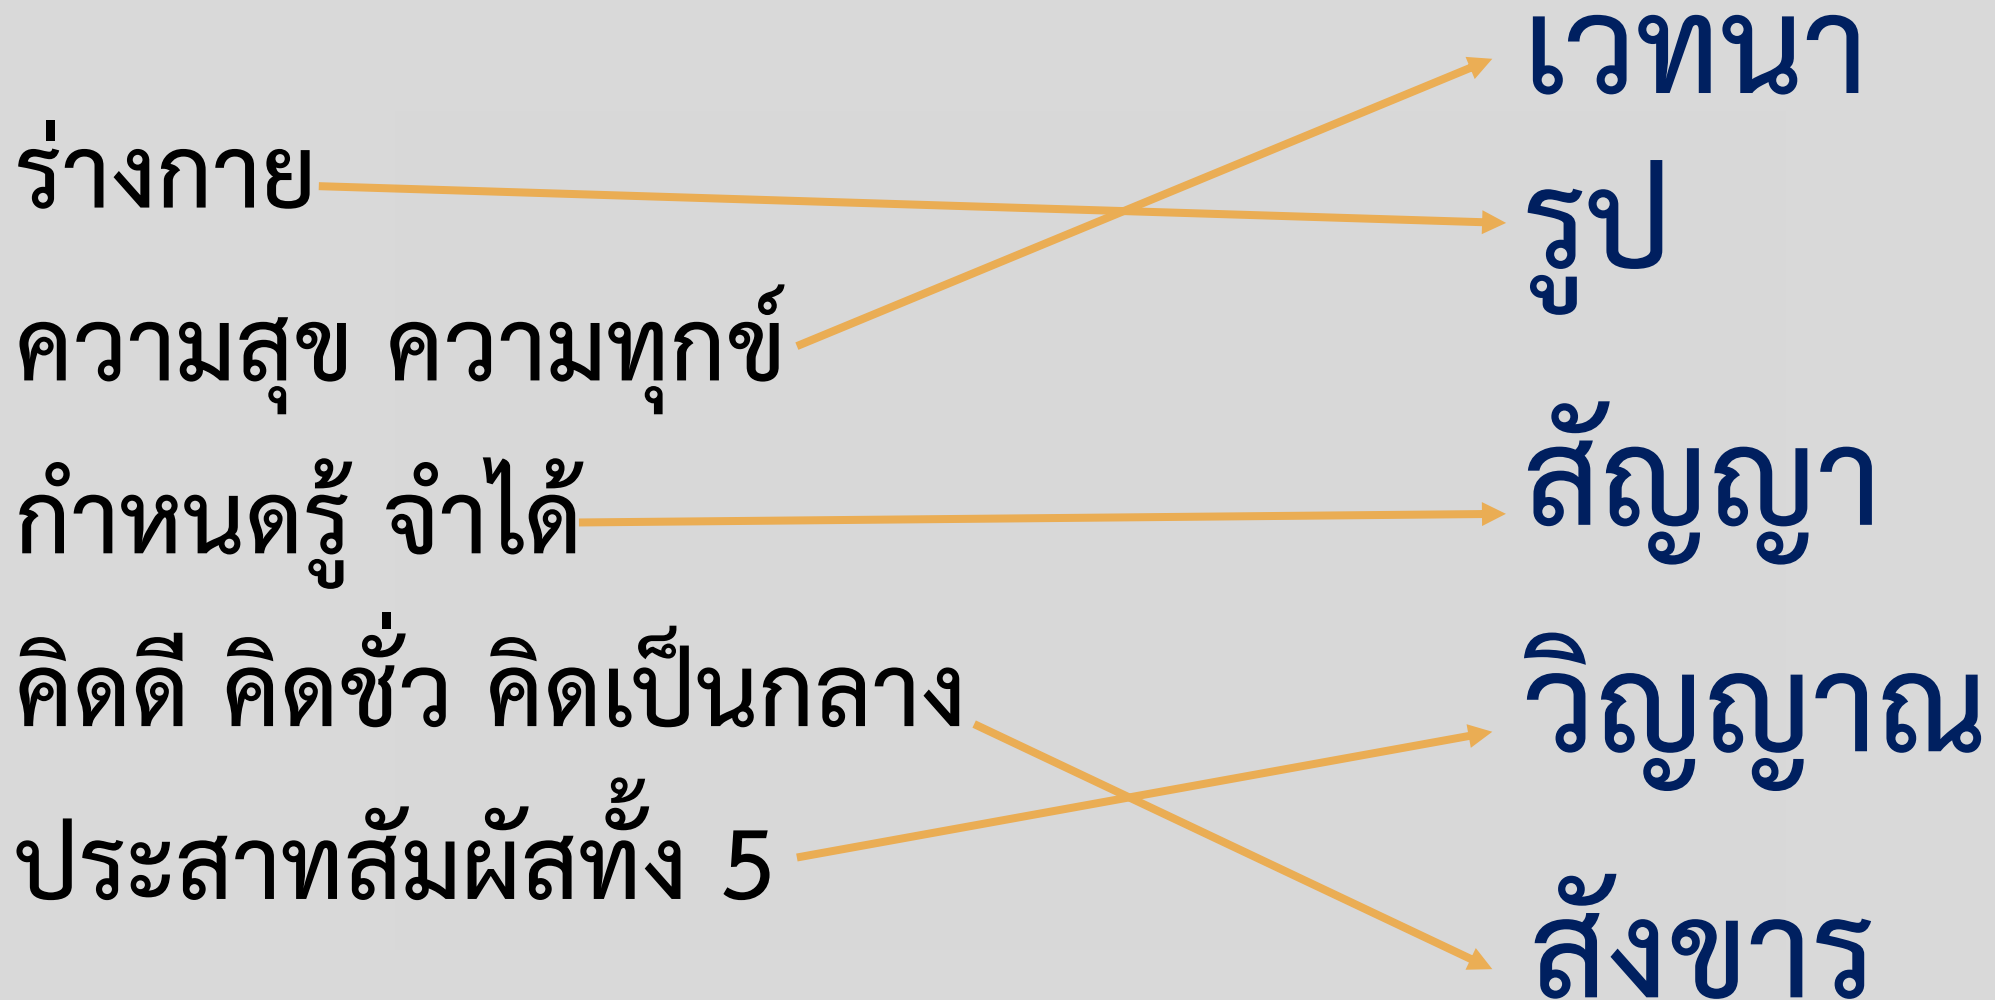 ร่างกาย
ความสุข ความทุกข์
กำหนดรู้ จำได้
คิดดี คิดชั่ว คิดเป็นกลาง
ประสาทสัมผัสทั้ง 5
เวทนา
รูป
สัญญา
วิญญาณ
สังขาร